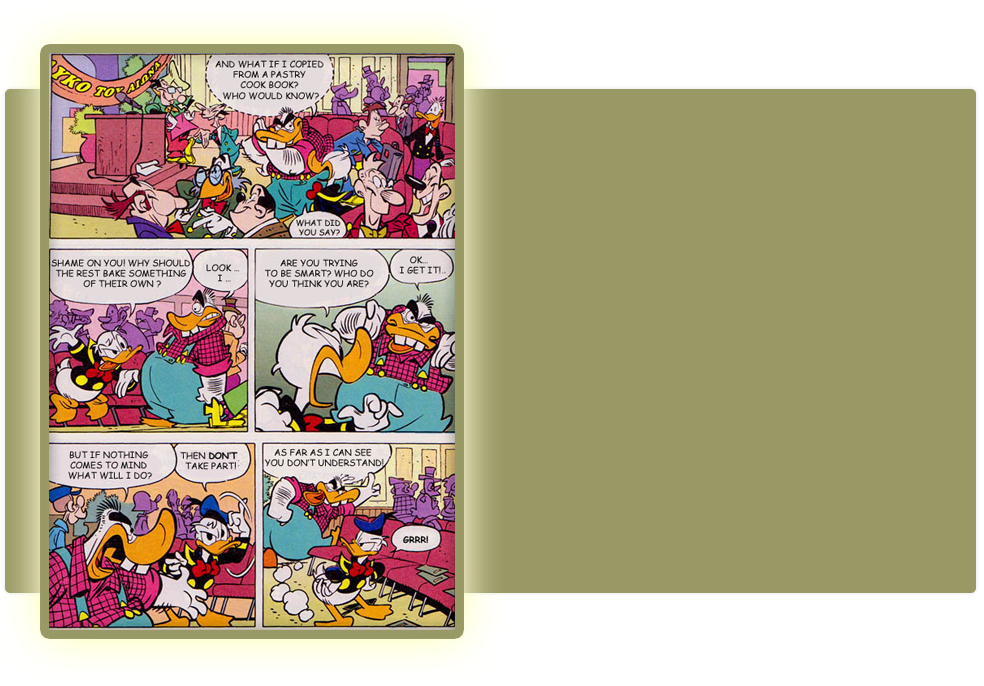 AND WHAT IF I COPIED
FROM A PASTRY
COOK BOOK?
WHO WOULD KNOW?
WHAT DID
YOU SAY?
SHAME ON YOU! WHY SHOULD
THE REST BAKE SOMETHING
OF THEIR OWN ?
LOOK ...
I ...
ARE YOU TRYING
TO BE SMART? WHO DO
YOU THINK YOU ARE?
OK...
I GET IT!..
BUT IF NOTHING
COMES TO MIND
WHAT WILL I DO?
THEN DON'T
TAKE PART!
AS FAR AS I CAN SEE
YOU DON'T UNDERSTAND!
GRRR!